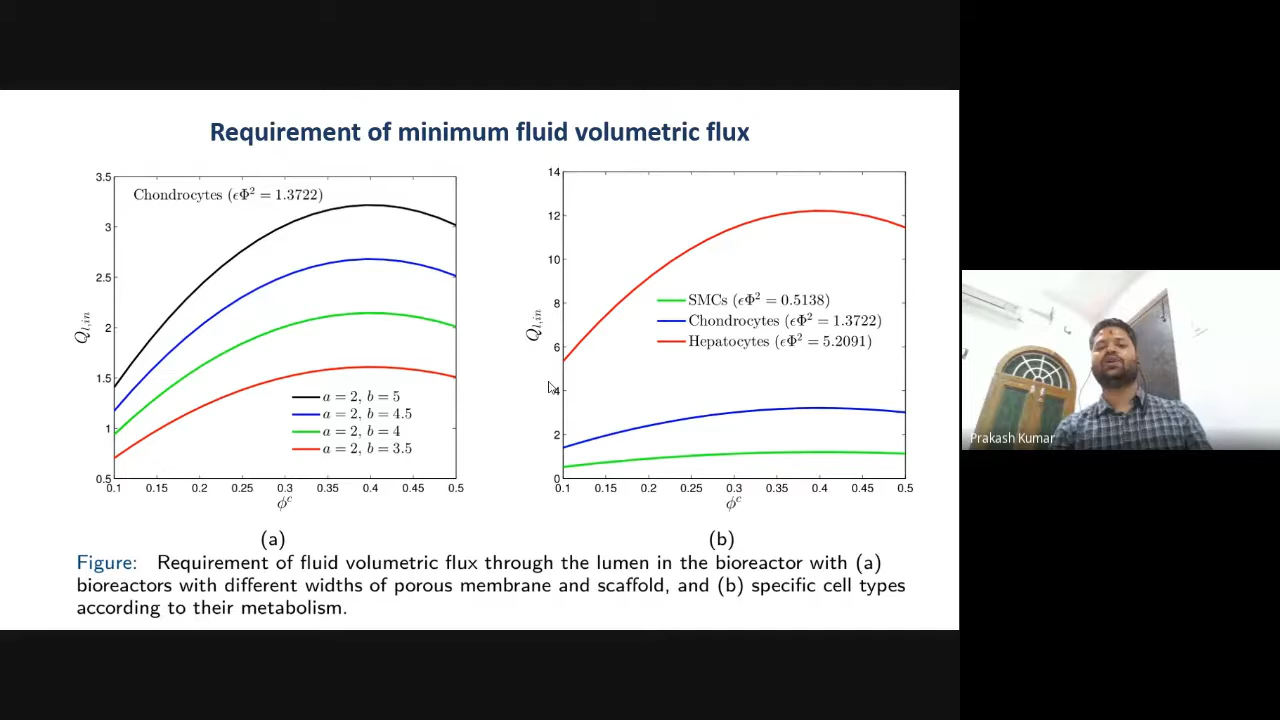 Requirement of minimum fluid volumetric flux
Chondrocytes (ϵΦ² = 1.3722)
3.5
3
2.5
2
1.5
1
0.5
Q_{l,in}
a = 2, b = 5
a = 2, b = 4.5
a = 2, b = 4
a = 2, b = 3.5
0.1 0.15 0.2 0.25 0.3 0.35 0.4 0.45 0.5
ϕ^c
(a)
14
12
10
8
6
4
2
0
Q_{l,in}
SMCs (ϵΦ² = 0.5138)
Chondrocytes (ϵΦ² = 1.3722)
Hepatocytes (ϵΦ² = 5.2091)
0.1 0.15 0.2 0.25 0.3 0.35 0.4 0.45 0.5
ϕ^c
(b)
Figure: Requirement of fluid volumetric flux through the lumen in the bioreactor with (a)
bioreactors with different widths of porous membrane and scaffold, and (b) specific cell types
according to their metabolism.
Prakash Kumar